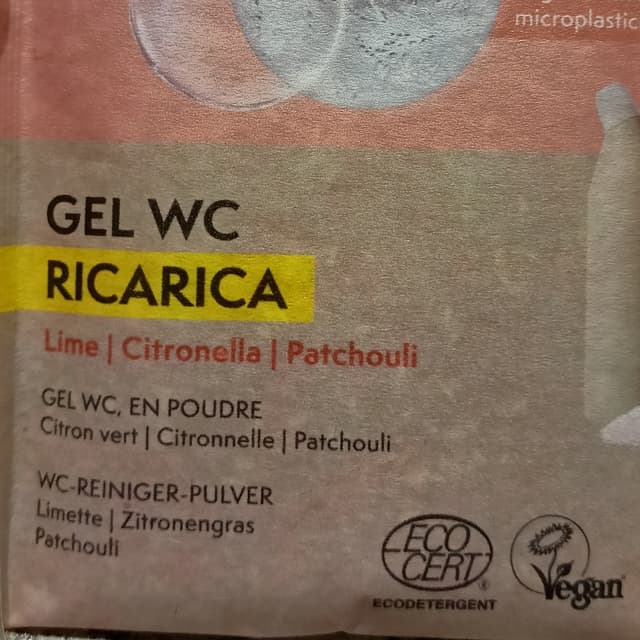 microplastic
GEL WC
RICARICA
Lime | Citronella | Patchouli
GEL WC, EN POUDRE
Citron vert | Citronnelle | Patchouli
WC-REINIGER-PULVER
Limette | Zitronengras
Patchouli
ECO
CERT®
ECODETERGENT
Vegan